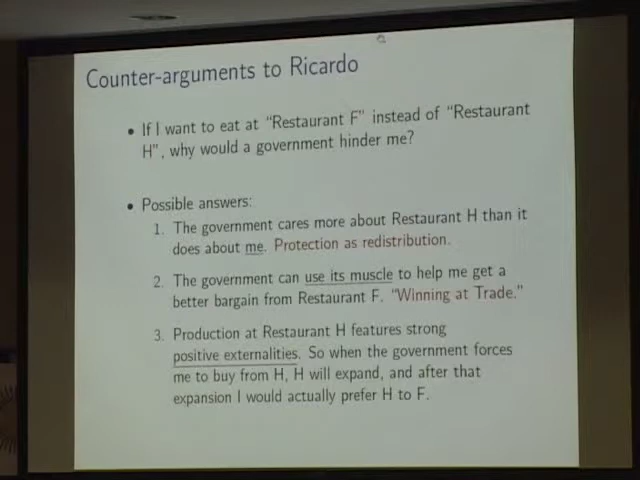 Counter-arguments to Ricardo
• If I want to eat at "Restaurant F" instead of "Restaurant
H", why would a government hinder me?
• Possible answers:
1. The government cares more about Restaurant H than it
does about me. Protection as redistribution.
2. The government can use its muscle to help me get a
better bargain from Restaurant F. "Winning at Trade."
3. Production at Restaurant H features strong
positive externalities. So when the government forces
me to buy from H, H will expand, and after that
expansion I would actually prefer H to F.